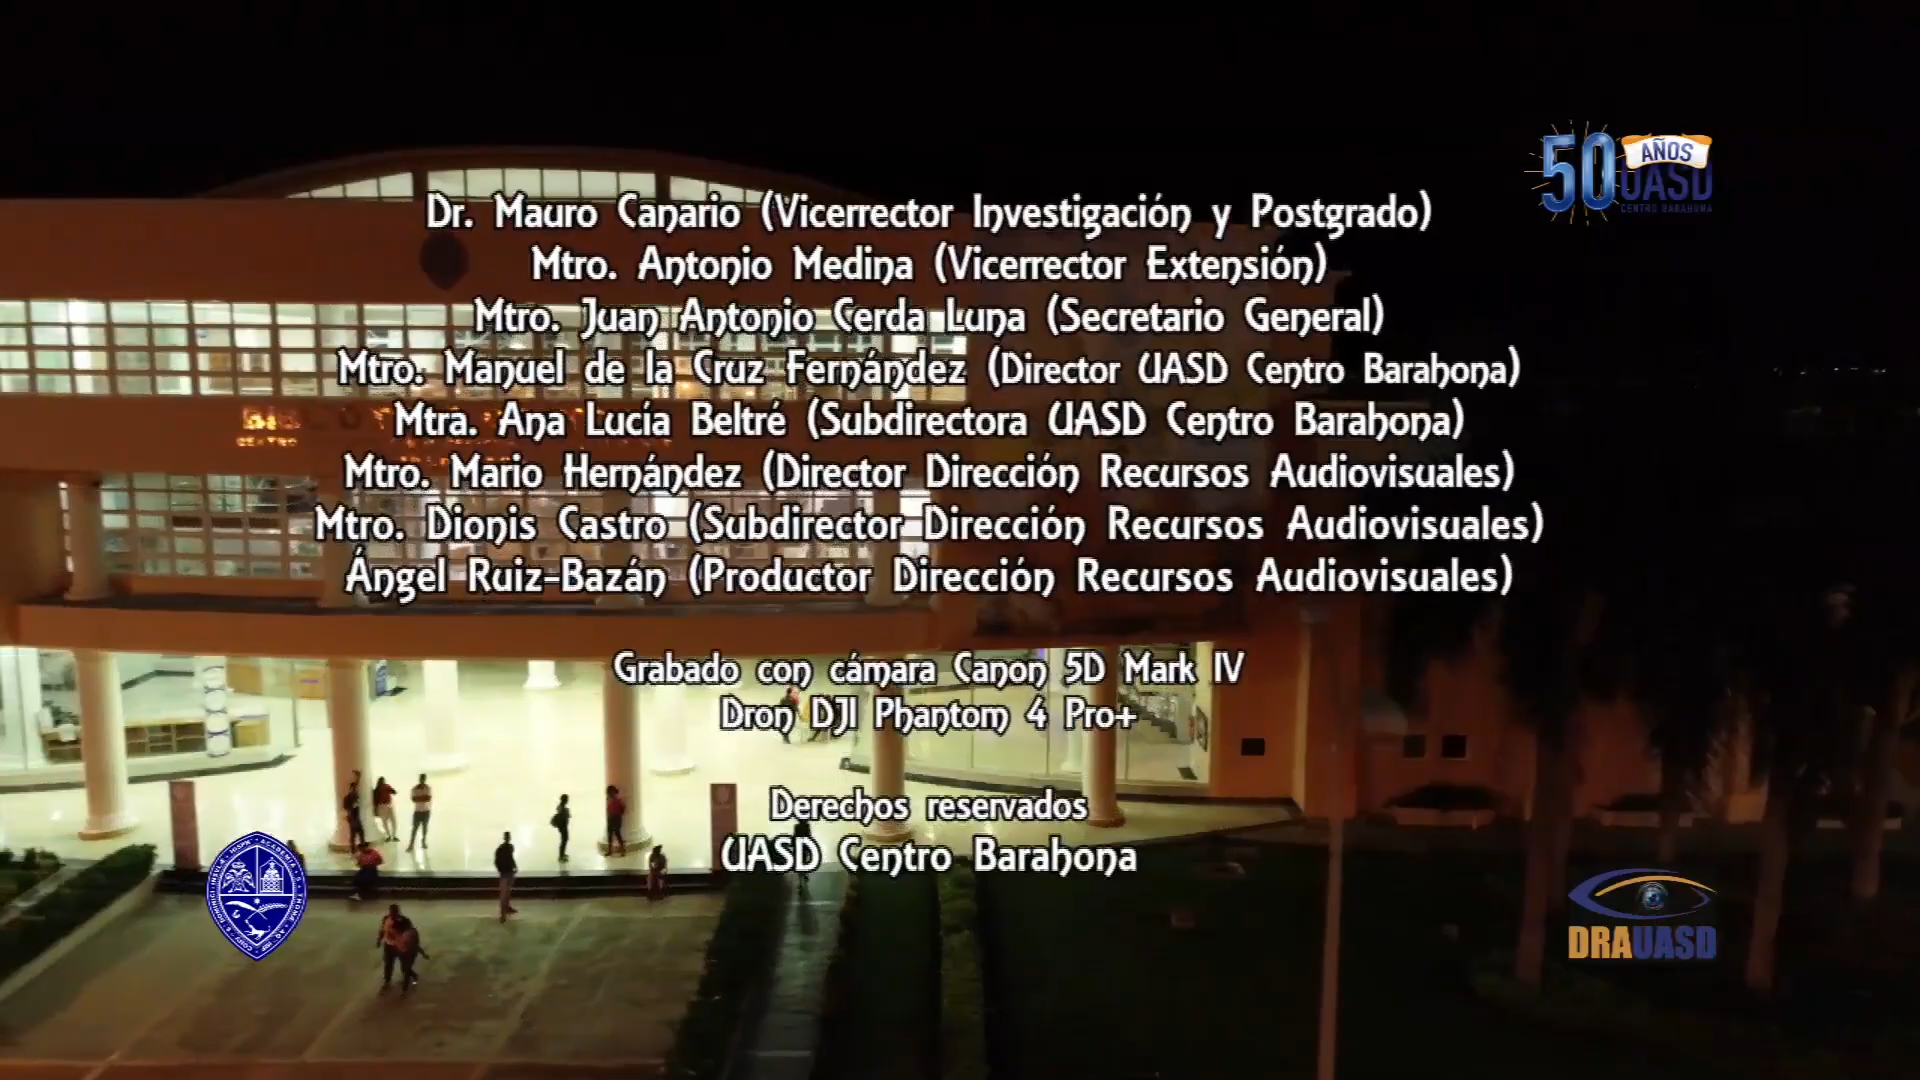 50 AÑOS
UASD
CENTRO BARAHONA
Dr. Mauro Canario (Vicerrector Investigación y Postgrado)
Mtro. Antonio Medina (Vicerrector Extensión)
Mtro. Juan Antonio Cerda Luna (Secretario General)
Mtro. Manuel de la Cruz Fernández (Director UASD Centro Barahona)
Mtra. Ana Lucía Beltré (Subdirectora UASD Centro Barahona)
Mtro. Mario Hernández (Director Dirección Recursos Audiovisuales)
Mtro. Dionis Castro (Subdirector Dirección Recursos Audiovisuales)
Ángel Ruiz-Bazán (Productor Dirección Recursos Audiovisuales)
Grabado con cámara Canon 5D Mark IV
Dron DJI Phantom 4 Pro+
Derechos reservados
UASD Centro Barahona
DRAUASD